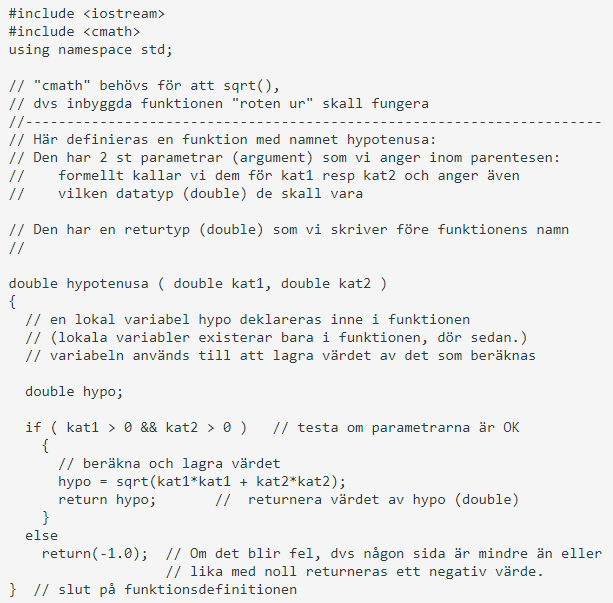 #include <iostream>
#include <cmath>
using namespace std;

// "cmath" behövs för att sqrt(),
// dvs inbyggda funktionen "roten ur" skall fungera
//----------------------------------------------------------------------
// Här definieras en funktion med namnet hypotenusa:
// Den har 2 st parametrar (argument) som vi anger inom parentesen:
//    formellt kallar vi dem för kat1 resp kat2 och anger även
//    vilken datatyp (double) de skall vara

// Den har en returtyp (double) som vi skriver före funktionens namn
//

double hypotenusa ( double kat1, double kat2 )
{
  // en lokal variabel hypo deklareras inne i funktionen
  // (lokala variabler existerar bara i funktionen, dör sedan.)
  // variabeln används till att lagra värdet av det som beräknas

  double hypo;

  if ( kat1 > 0 && kat2 > 0 )   // testa om parametrarna är OK
    {
      // beräkna och lagra värdet
      hypo = sqrt(kat1*kat1 + kat2*kat2);
      return hypo;       //  returnera värdet av hypo (double)
    }
  else
    return(-1.0);  // Om det blir fel, dvs någon sida är mindre än eller
                   // lika med noll returneras ett negativ värde.
}  // slut på funktionsdefinitionen